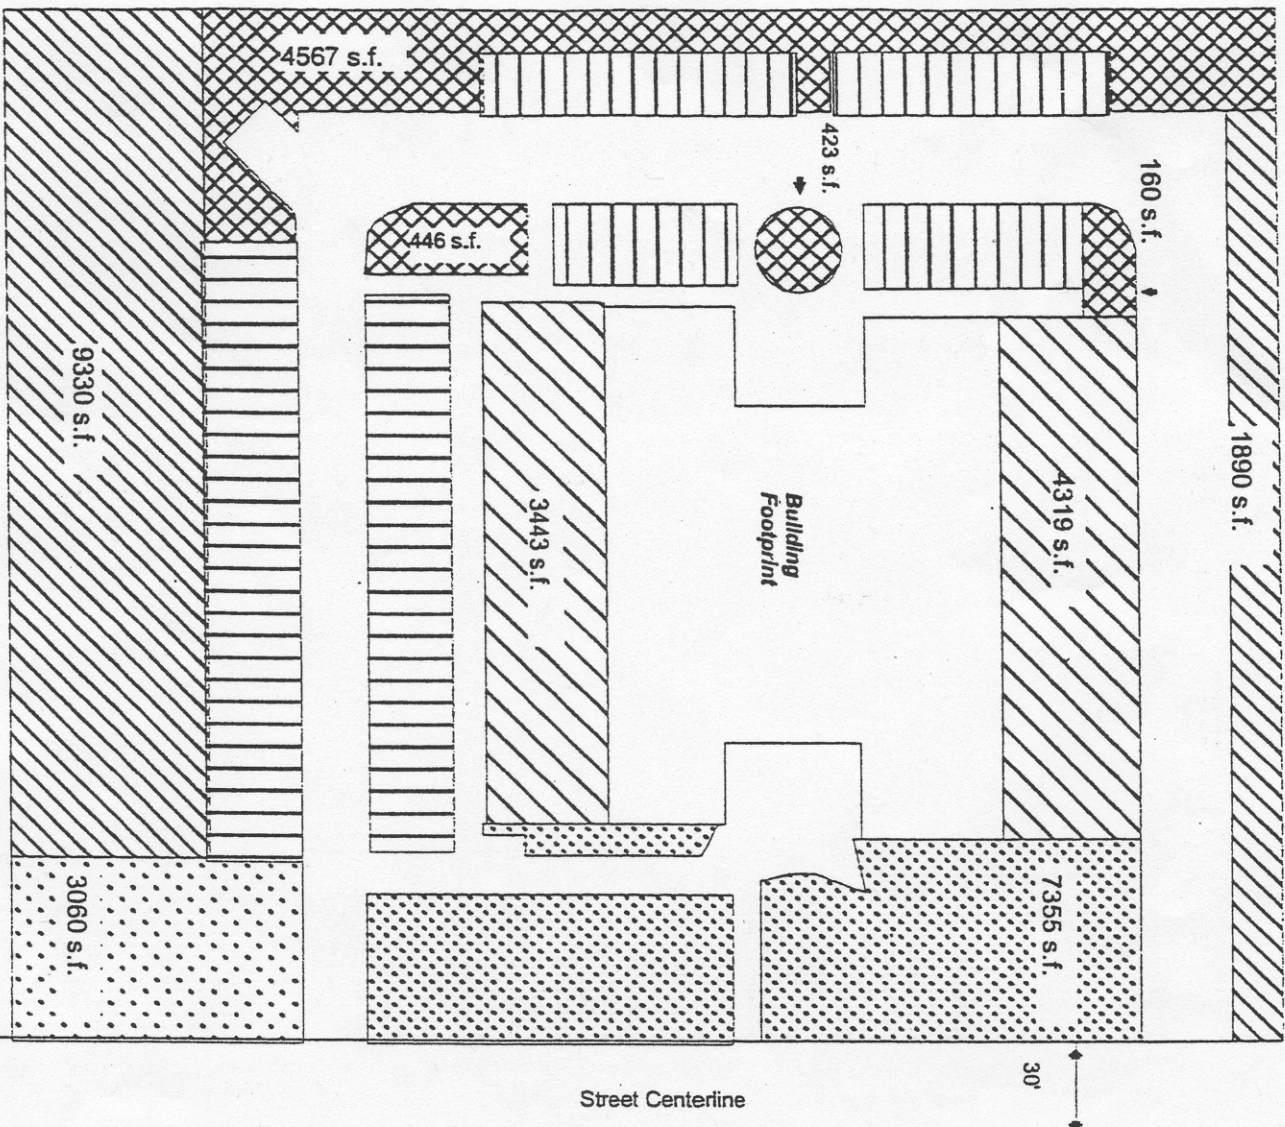 4567 s.f.
423 s.f.
160 s.f.
446 s.f.
1890 s.f.
9330 s.f.
3443 s.f.
Building
Footprint
4319 s.f.
3060 s.f.
7355 s.f.
30'
Street Centerline